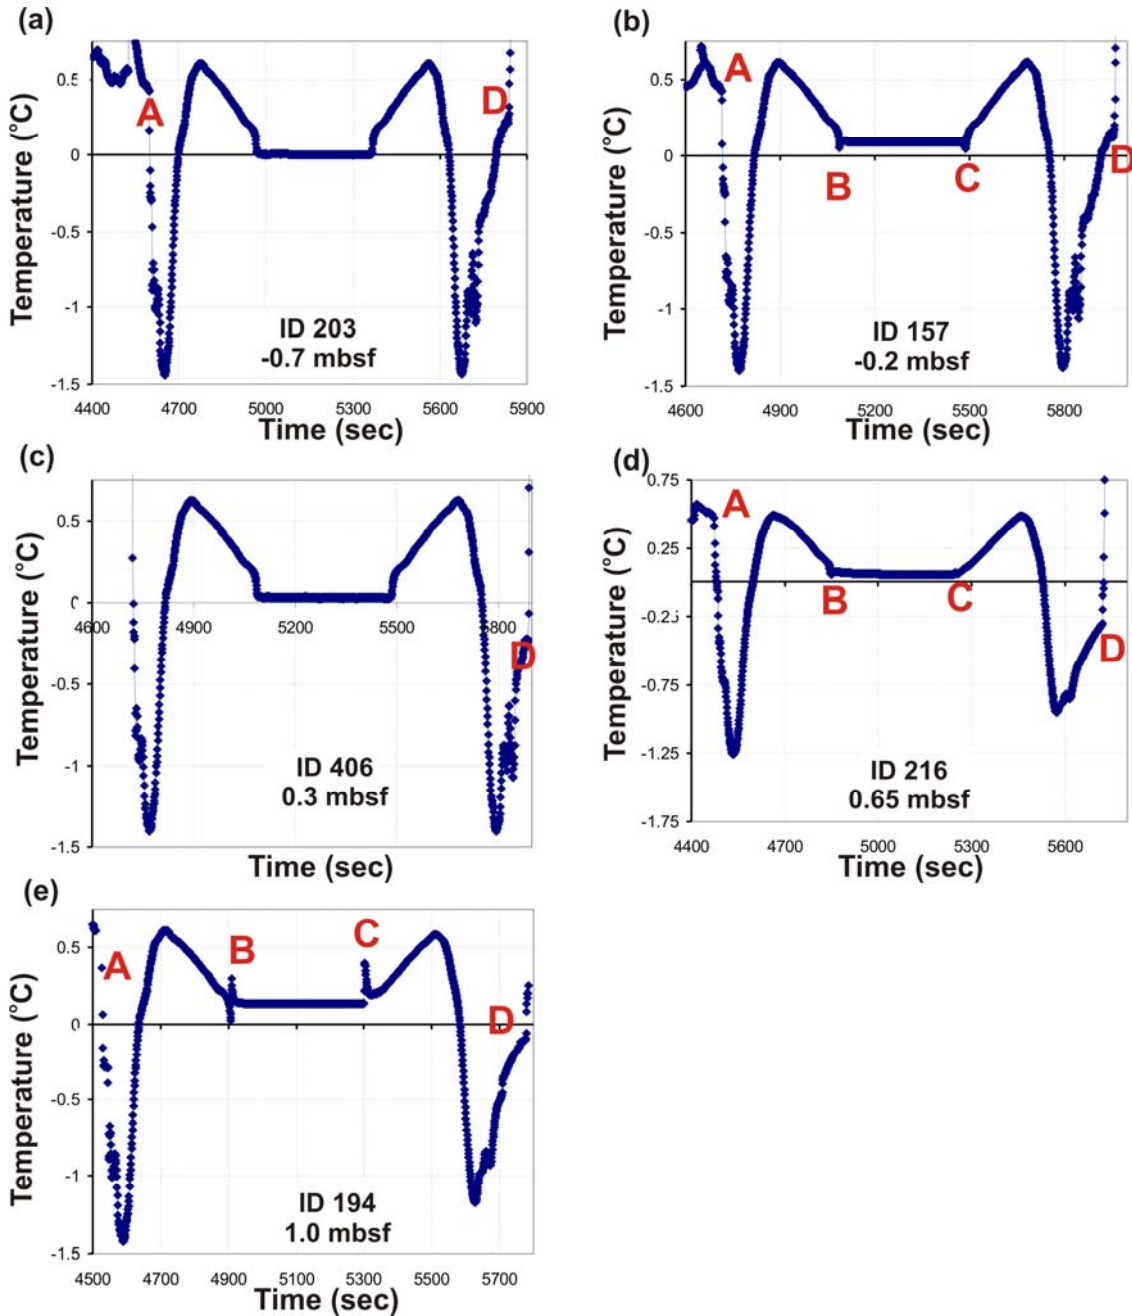 (a)
Temperature (°C)
0.5
0
-0.5
-1
-1.5
A
D
ID 203
-0.7 mbsf
4400 4700 5000 5300 5600 5900
Time (sec)
(b)
Temperature (°C)
0.5
0
-0.5
-1
-1.5
A
B
C
D
ID 157
-0.2 mbsf
4600 4900 5200 5500 5800
Time (sec)
(c)
Temperature (°C)
0.5
0
4600 4900 5200 5500 5800
-0.5
-1
-1.5
D
ID 406
0.3 mbsf
Time (sec)
(d)
Temperature (°C)
0.75
0.25
-0.25
-0.75
-1.25
-1.75
A
B
C
D
ID 216
0.65 mbsf
4400 4700 5000 5300 5600
Time (sec)
(e)
Temperature (°C)
0.5
0
-0.5
-1
-1.5
A
B
C
D
ID 194
1.0 mbsf
4500 4700 4900 5100 5300 5500 5700
Time (sec)